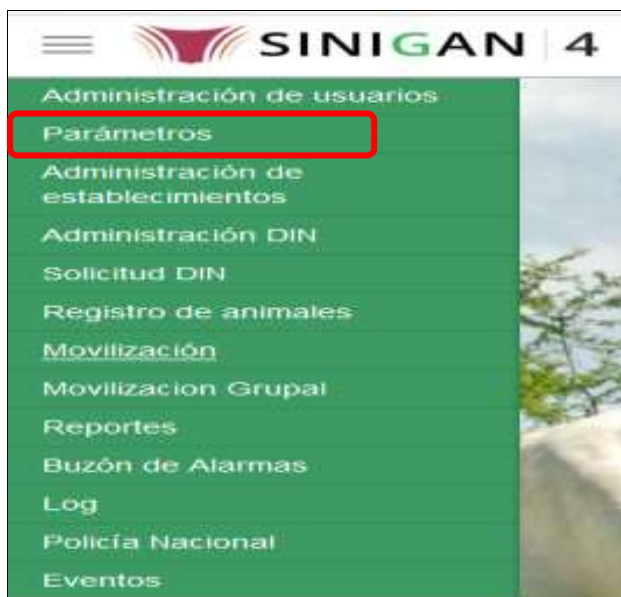 SINIGAN 4
Administración de usuarios
Parámetros
Administración de
establecimientos
Administración DIN
Solicitud DIN
Registro de animales
Movilización
Movilizacion Grupal
Reportes
Buzón de Alarmas
Log
Policía Nacional
Eventos